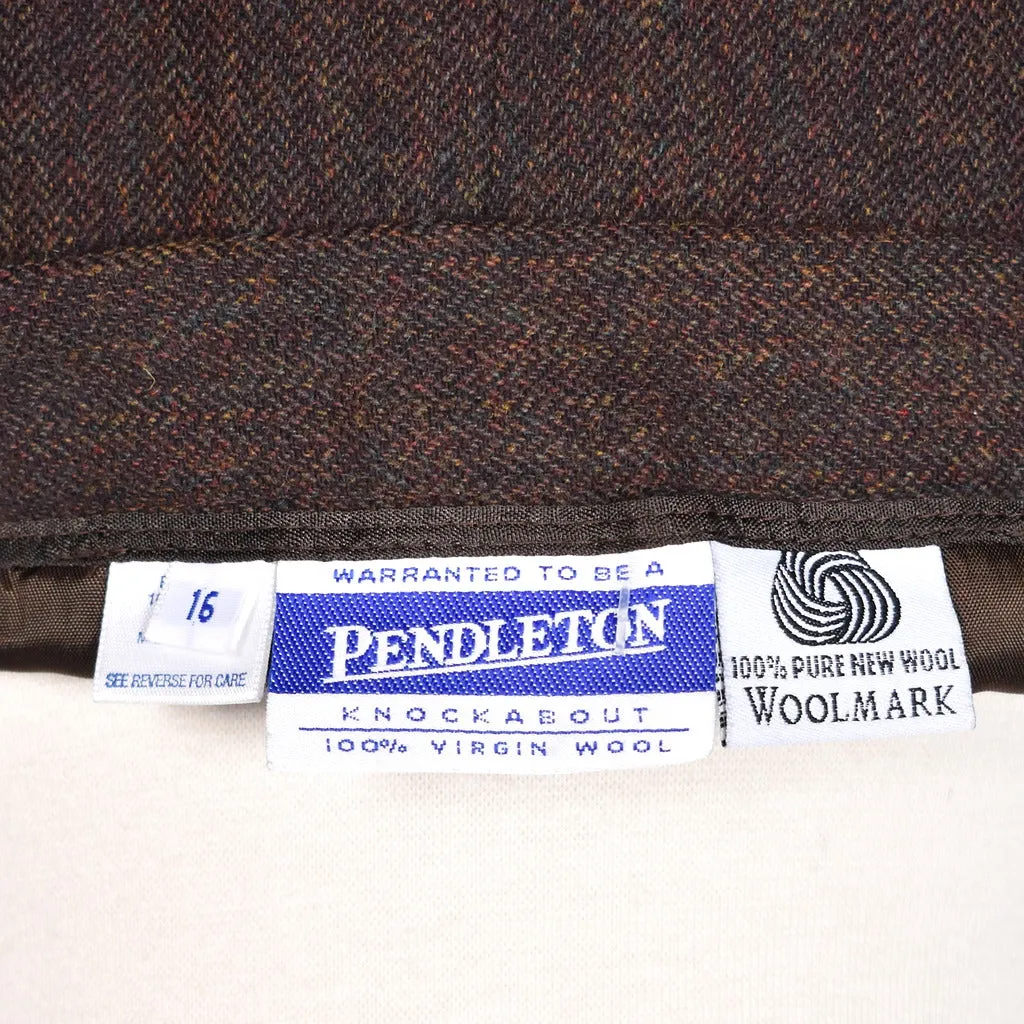 16
SEE REVERSE FOR CARE
WARRANTED TO BE A
PENDLETON
KNOCKABOUT
100% VIRGIN WOOL
100% PURE NEW WOOL
WOOLMARK